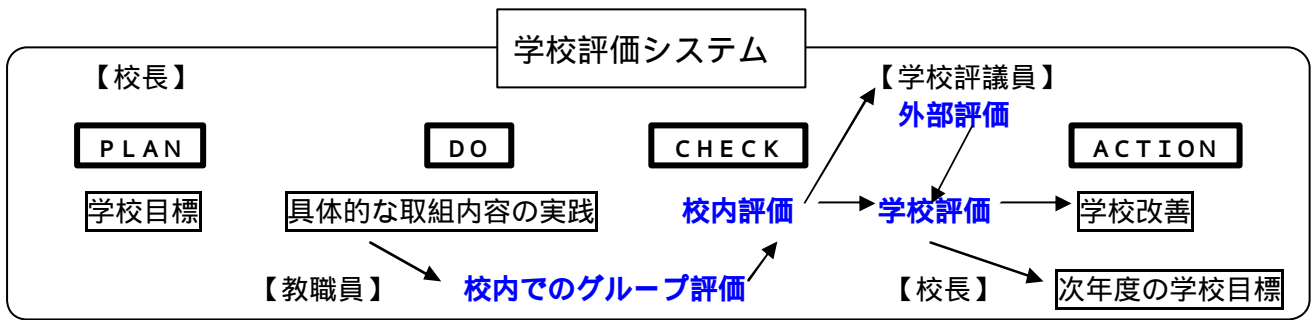 学校評価システム
【校長】 【学校評議員】
外部評価
ＰＬＡＮ ＤＯ ＣＨＥＣＫ ＡＣＴＩＯＮ
学校目標 具体的な取組内容の実践 校内評価 学校評価 学校改善
【教職員】 校内でのグループ評価 【校長】 次年度の学校目標